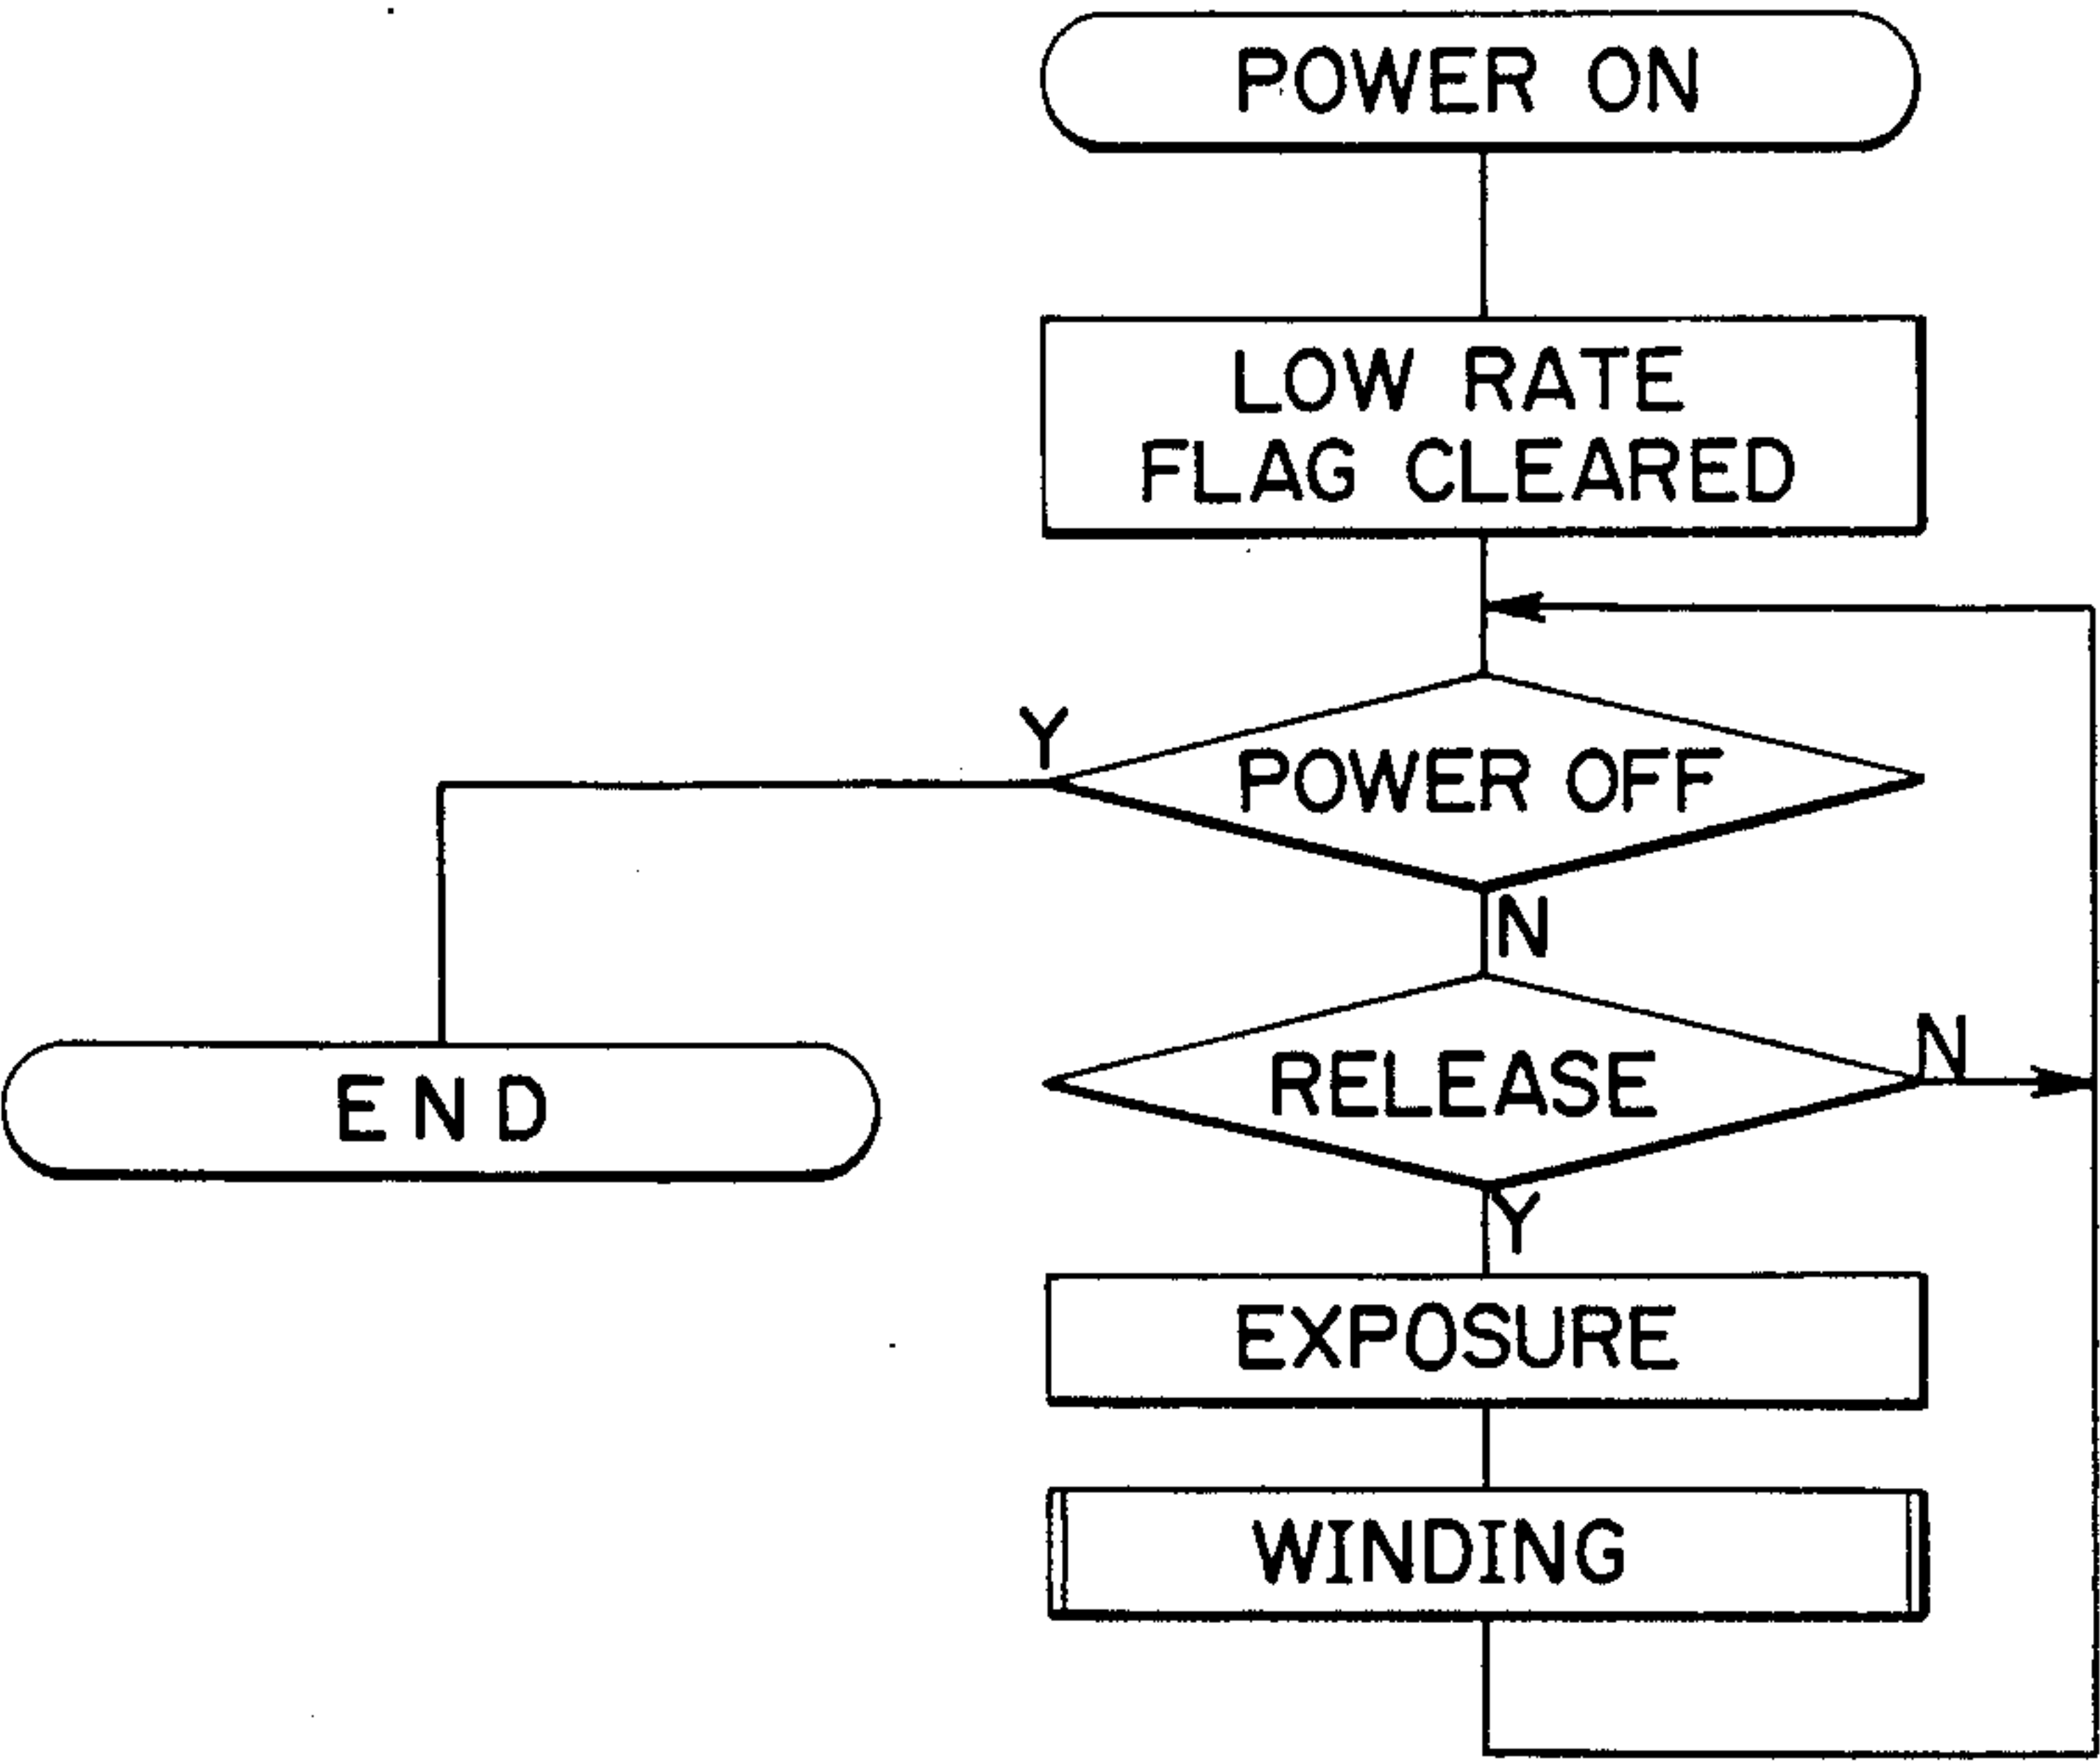 POWER ON
LOW RATE
FLAG CLEARED
Y
POWER OFF
N
END
RELEASE
N
Y
EXPOSURE
WINDING